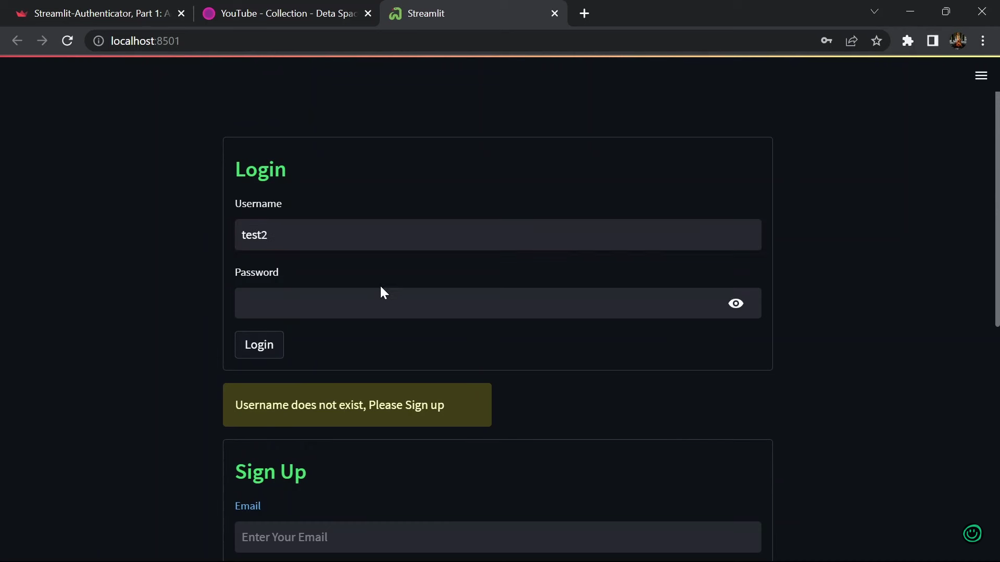 Streamlit-Authenticator, Part 1: A
YouTube - Collection - Deta Spac
Streamlit
localhost:8501
Login
Username
test2
Password
Login
Username does not exist, Please Sign up
Sign Up
Email
Enter Your Email